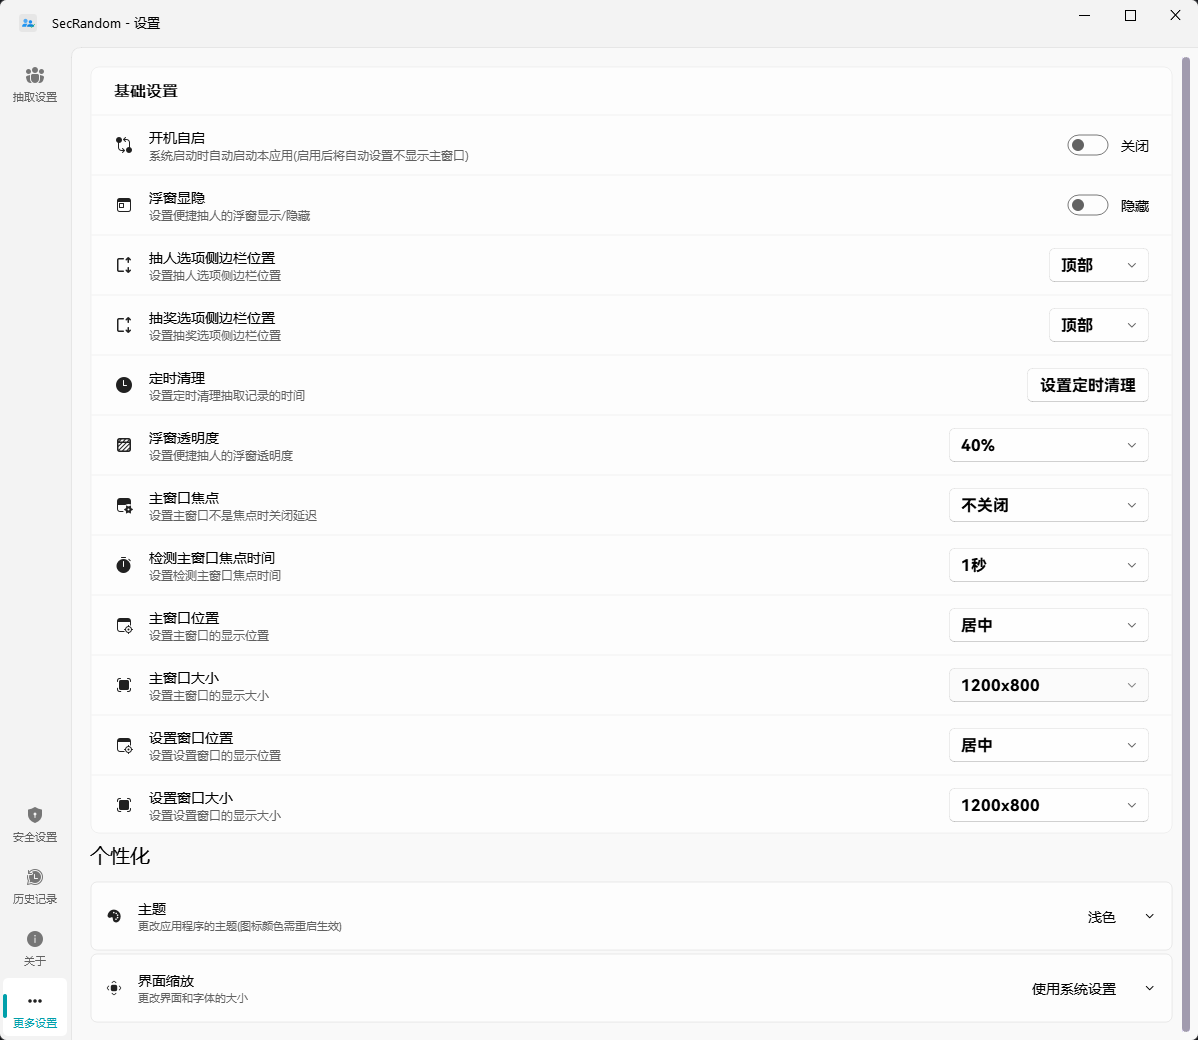 SecRandom - 设置
抽取设置
基础设置
开机自启
系统启动时自动启动本应用(启用后将自动设置不显示主窗口)
关闭
浮窗显隐
设置便捷抽人的浮窗显示/隐藏
隐藏
抽人选项侧边栏位置
设置抽人选项侧边栏位置
顶部
抽奖选项侧边栏位置
设置抽奖选项侧边栏位置
顶部
定时清理
设置定时清理抽取记录的时间
设置定时清理
浮窗透明度
设置便捷抽人的浮窗透明度
40%
主窗口焦点
设置主窗口不是焦点时关闭延迟
不关闭
检测主窗口焦点时间
设置检测主窗口焦点时间
1秒
主窗口位置
设置主窗口的显示位置
居中
主窗口大小
设置主窗口的显示大小
1200x800
设置窗口位置
设置设置窗口的显示位置
居中
设置窗口大小
设置设置窗口的显示大小
1200x800
个性化
主题
更改应用程序的主题(图标颜色需重启生效)
浅色
界面缩放
更改界面和字体的大小
使用系统设置
安全设置
历史记录
关于
更多设置